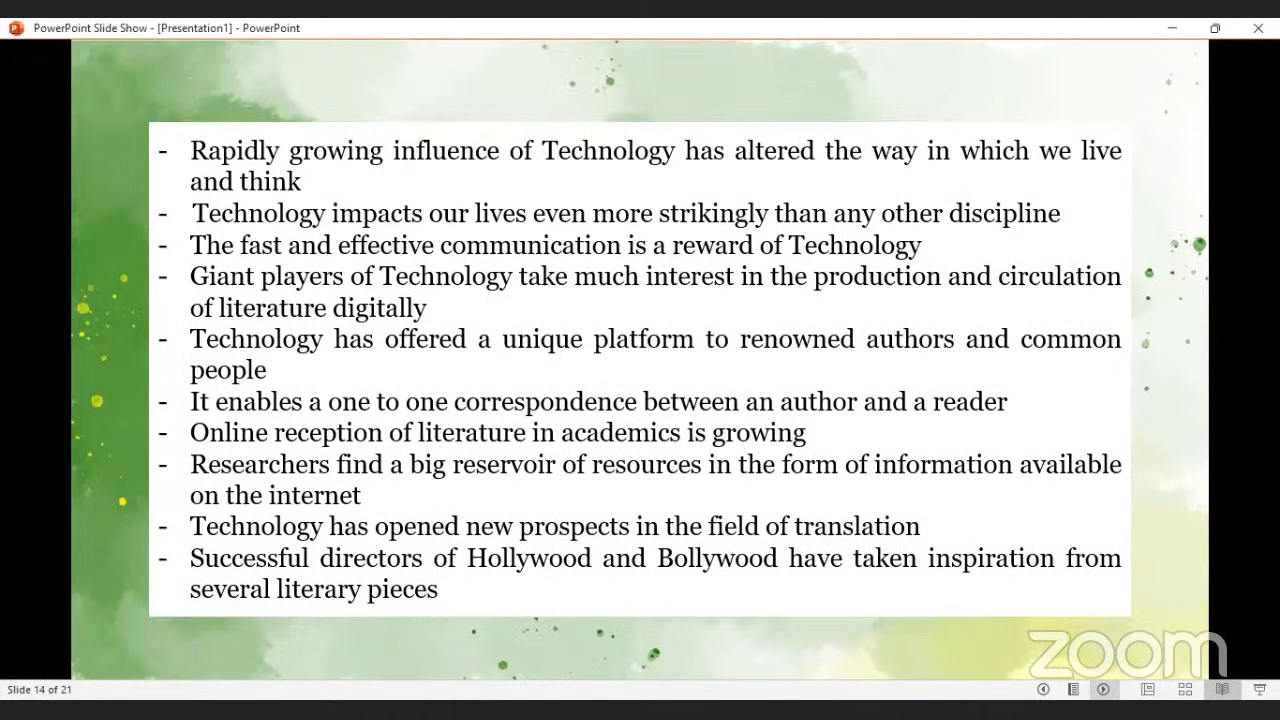 PowerPoint Slide Show - [Presentation1] - PowerPoint
- Rapidly growing influence of Technology has altered the way in which we live
and think
- Technology impacts our lives even more strikingly than any other discipline
- The fast and effective communication is a reward of Technology
- Giant players of Technology take much interest in the production and circulation
of literature digitally
- Technology has offered a unique platform to renowned authors and common
people
- It enables a one to one correspondence between an author and a reader
- Online reception of literature in academics is growing
- Researchers find a big reservoir of resources in the form of information available
on the internet
- Technology has opened new prospects in the field of translation
- Successful directors of Hollywood and Bollywood have taken inspiration from
several literary pieces
zoom
Slide 14 of 21